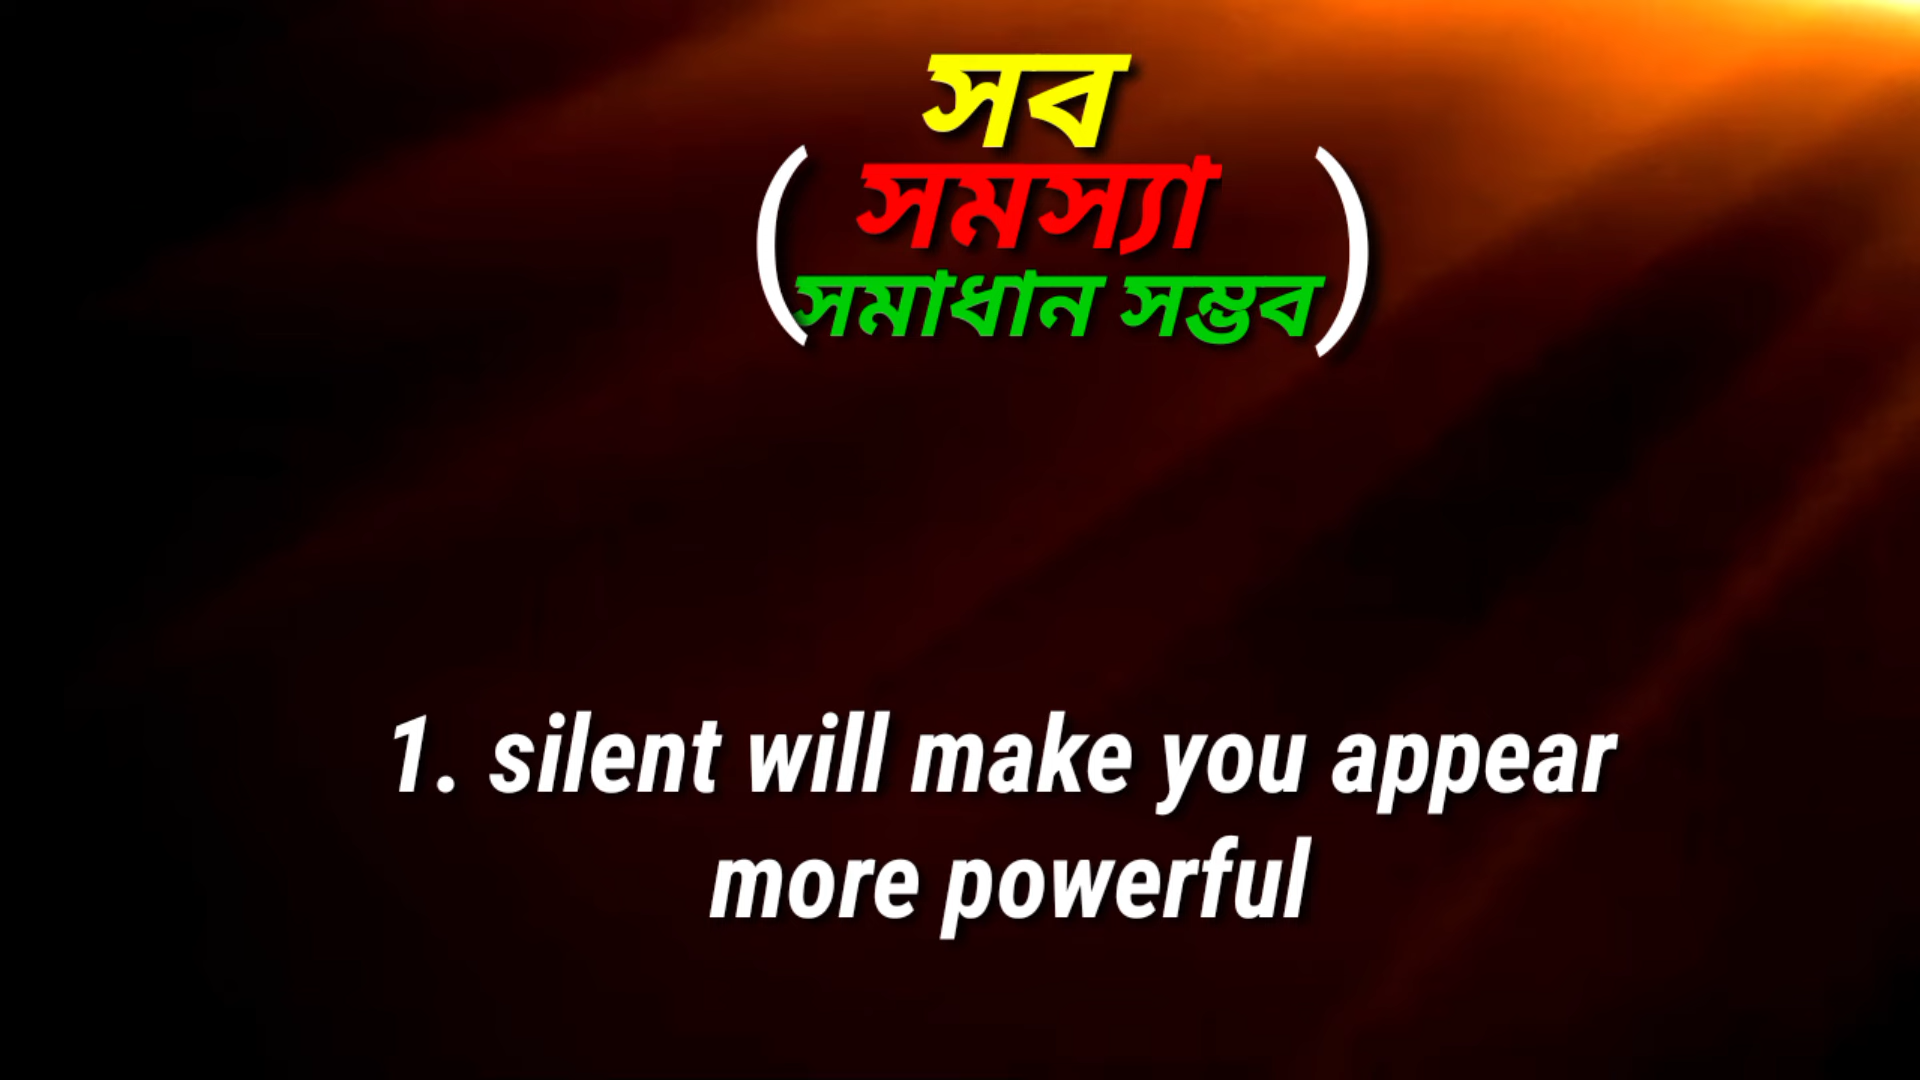 সব
( সমস্যা )
সমাধান সম্ভব
1. silent will make you appear
more powerful